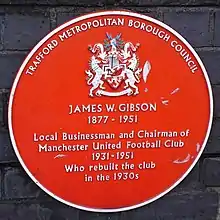 TRAFFORD METROPOLITAN BOROUGH COUNCIL
JAMES W. GIBSON
1877 - 1951
Local Businessman and Chairman of
Manchester United Football Club
1931-1951
Who rebuilt the club
in the 1930s